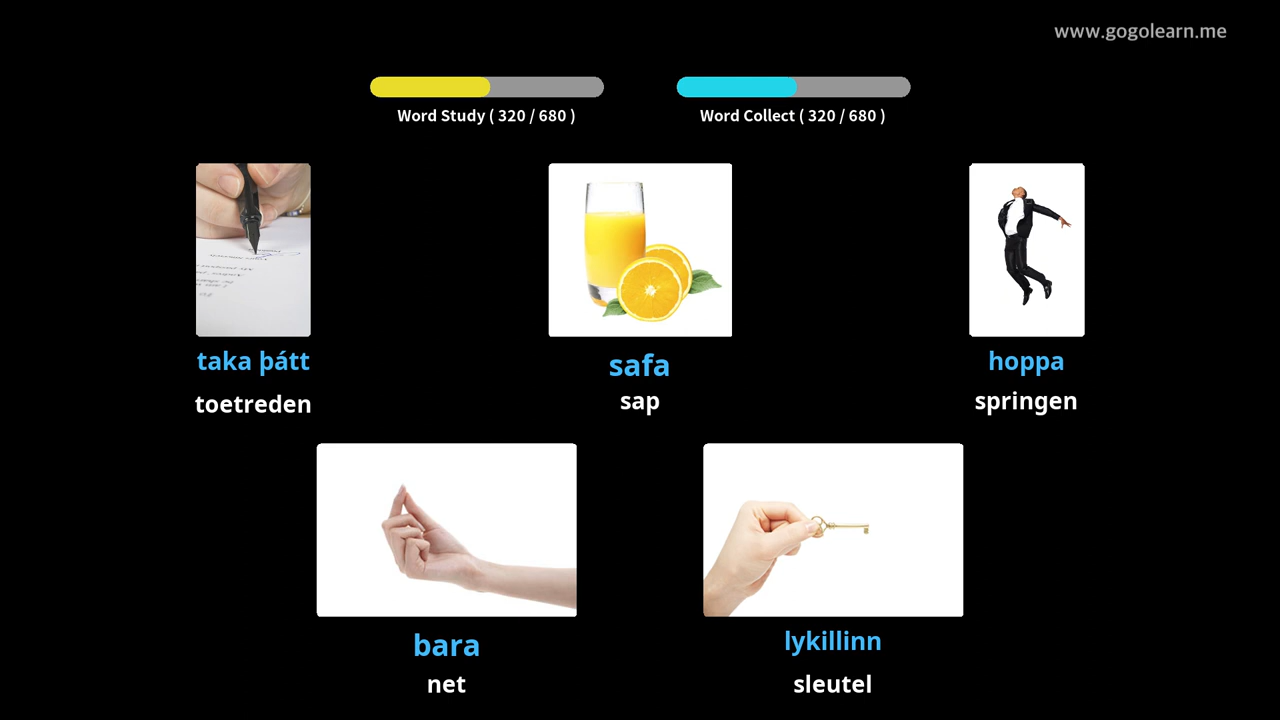 www.gogolearn.me
Word Study ( 320 / 680 )
Word Collect ( 320 / 680 )
taka þátt
toetreden
safa
sap
hoppa
springen
bara
net
lykillinn
sleutel